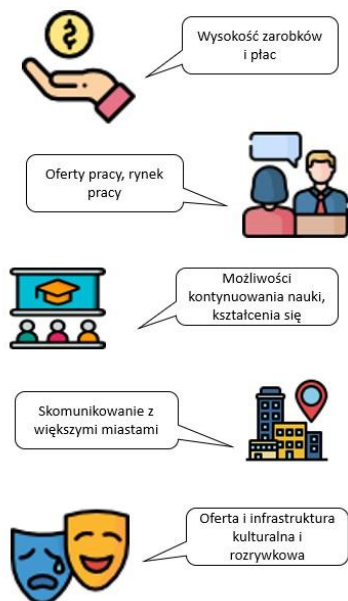 Wysokość zarobków
i płac
Oferty pracy, rynek
pracy
Możliwości
kontynuowania nauki,
kształcenia się
Skomunikowanie z
większymi miastami
Oferta i infrastruktura
kulturalna i
rozrywkowa